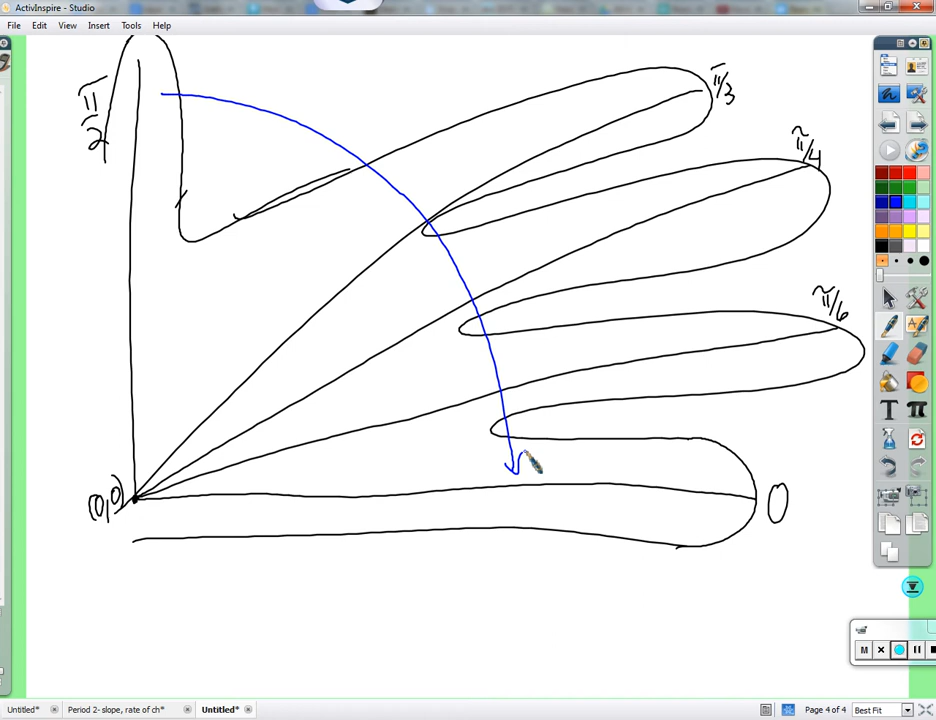 ActivInspire - Studio
File Edit View Insert Tools Help
π/2
π/3
π/4
π/6
(0,0)
0
T π
M
Untitled* Period 2- slope, rate of ch* Untitled* Page 4 of 4 Best Fit